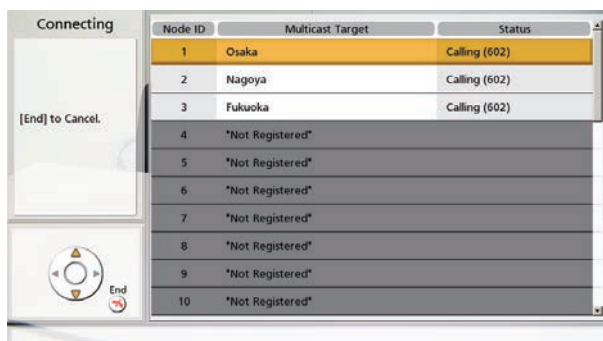 Connecting
[End] to Cancel.
End
Node ID Multicast Target Status
1 Osaka Calling (602)
2 Nagoya Calling (602)
3 Fukuoka Calling (602)
4 *Not Registered*
5 *Not Registered*
6 *Not Registered*
7 *Not Registered*
8 *Not Registered*
9 *Not Registered*
10 *Not Registered*